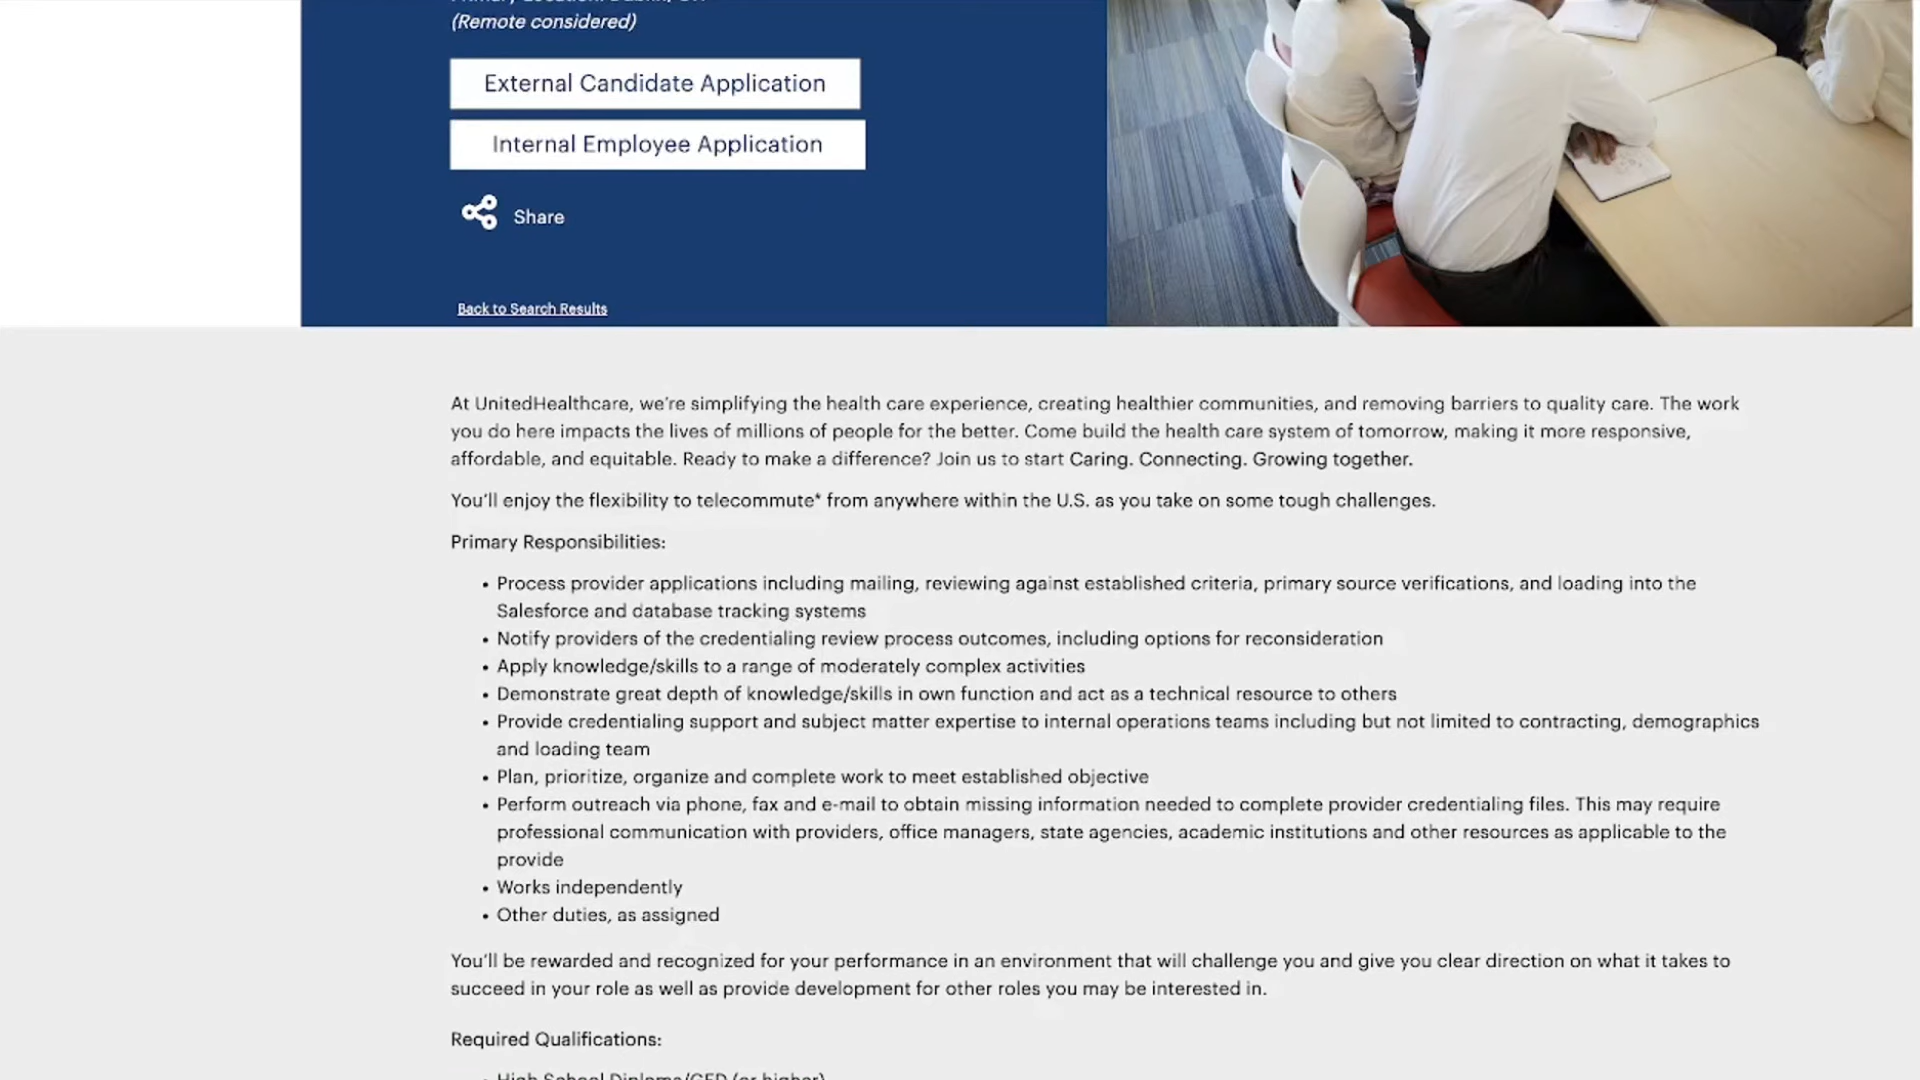 (Remote considered)
External Candidate Application
Internal Employee Application
Share
Back to Search Results
At UnitedHealthcare, we're simplifying the health care experience, creating healthier communities, and removing barriers to quality care. The work
you do here impacts the lives of millions of people for the better. Come build the health care system of tomorrow, making it more responsive,
affordable, and equitable. Ready to make a difference? Join us to start Caring. Connecting. Growing together.
You'll enjoy the flexibility to telecommute* from anywhere within the U.S. as you take on some tough challenges.
Primary Responsibilities:
• Process provider applications including mailing, reviewing against established criteria, primary source verifications, and loading into the
Salesforce and database tracking systems
• Notify providers of the credentialing review process outcomes, including options for reconsideration
• Apply knowledge/skills to a range of moderately complex activities
• Demonstrate great depth of knowledge/skills in own function and act as a technical resource to others
• Provide credentialing support and subject matter expertise to internal operations teams including but not limited to contracting, demographics
and loading team
• Plan, prioritize, organize and complete work to meet established objective
• Perform outreach via phone, fax and e-mail to obtain missing information needed to complete provider credentialing files. This may require
professional communication with providers, office managers, state agencies, academic institutions and other resources as applicable to the
provide
• Works independently
• Other duties, as assigned
You'll be rewarded and recognized for your performance in an environment that will challenge you and give you clear direction on what it takes to
succeed in your role as well as provide development for other roles you may be interested in.
Required Qualifications:
• High School Diploma/GED (or higher)